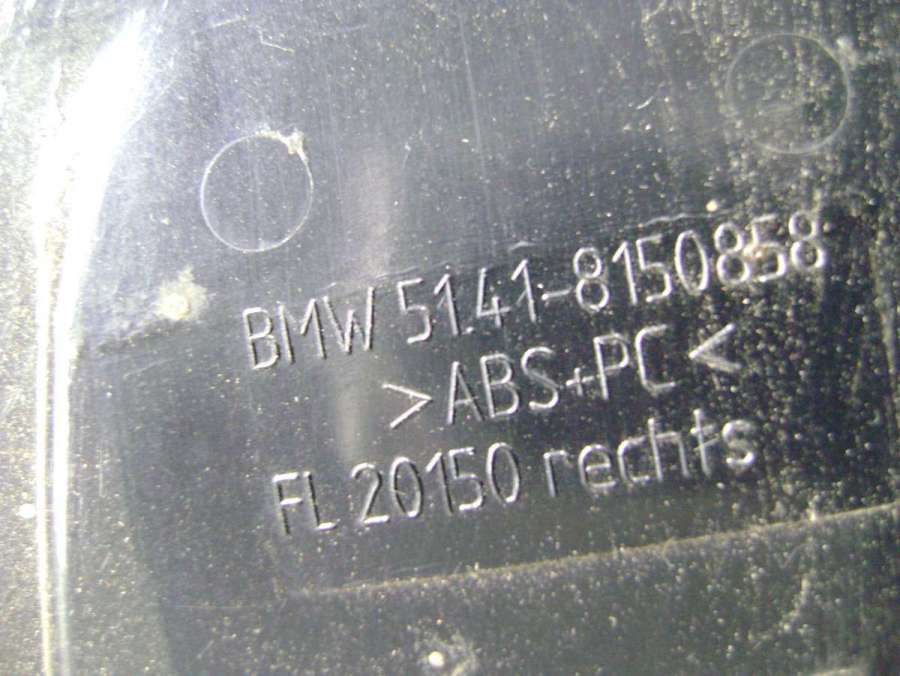 BMW 51.41-8150858
>ABS+PC<
FL 20150 rechts